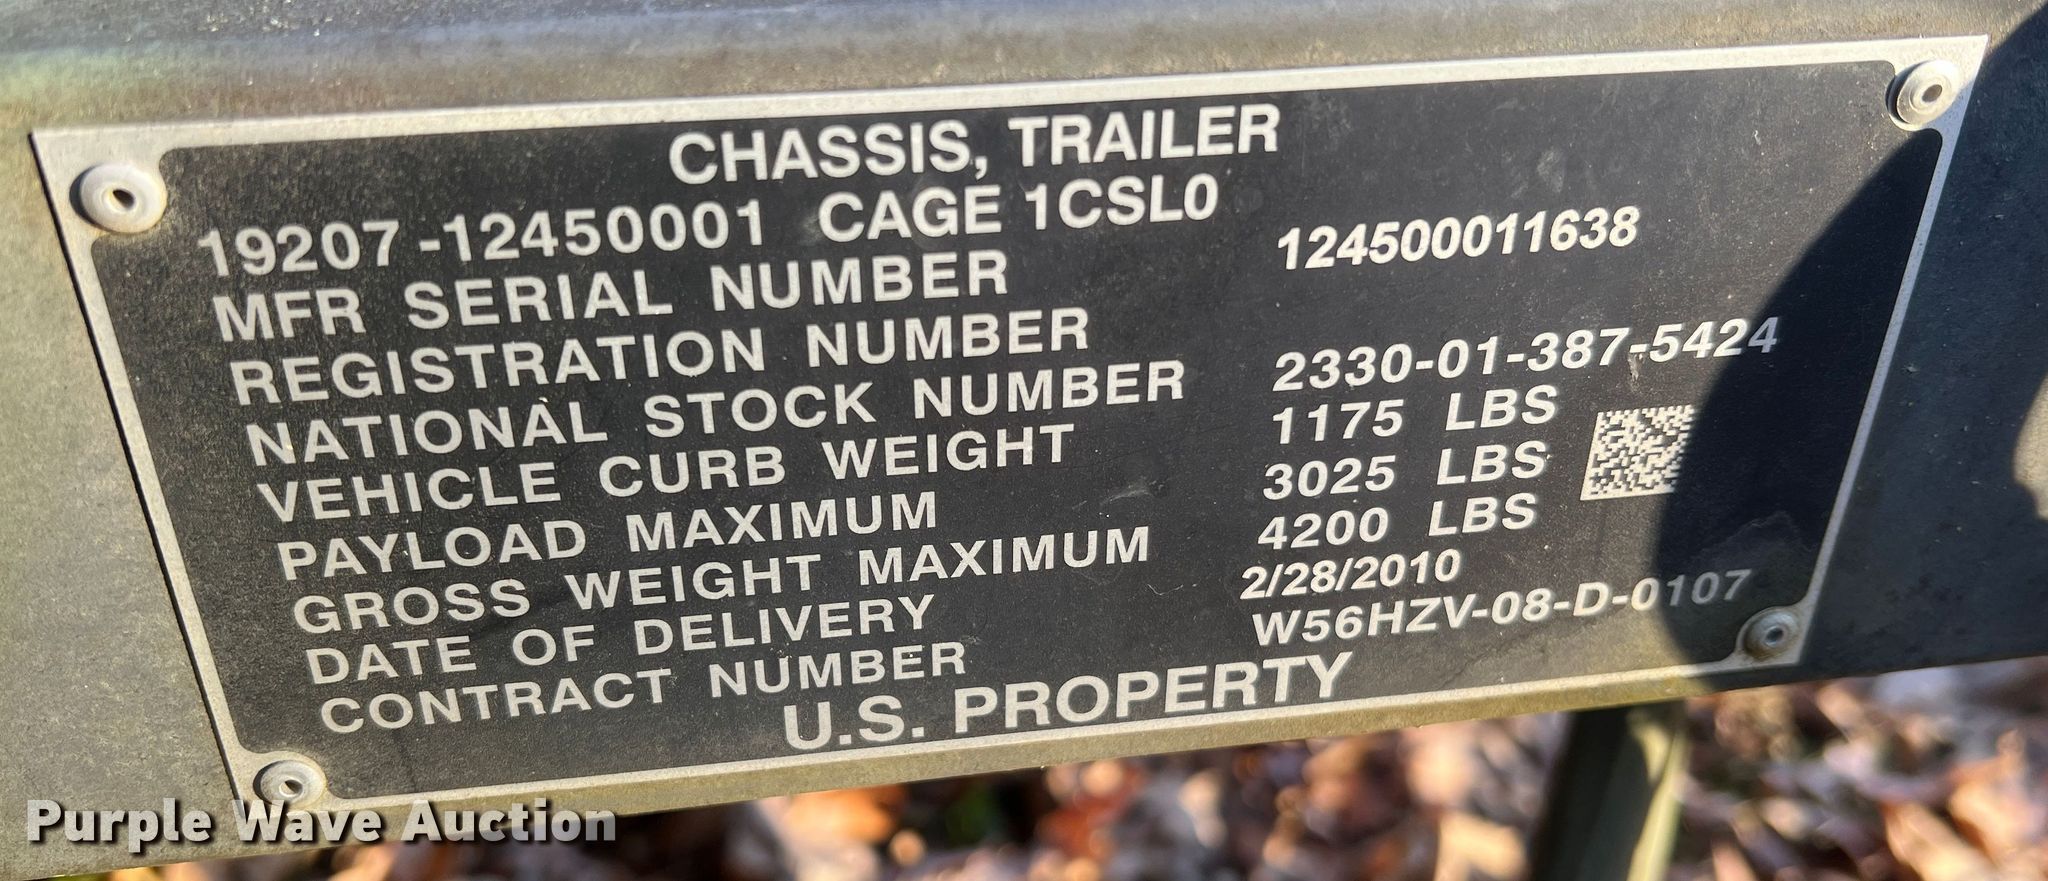 CHASSIS, TRAILER
19207-12450001 CAGE 1CSL0
MFR SERIAL NUMBER 124500011638
REGISTRATION NUMBER
NATIONAL STOCK NUMBER 2330-01-387-5424
VEHICLE CURB WEIGHT 1175 LBS
PAYLOAD MAXIMUM 3025 LBS
GROSS WEIGHT MAXIMUM 4200 LBS
DATE OF DELIVERY 2/28/2010
CONTRACT NUMBER W56HZV-08-D-0107
U.S. PROPERTY
Purple Wave Auction